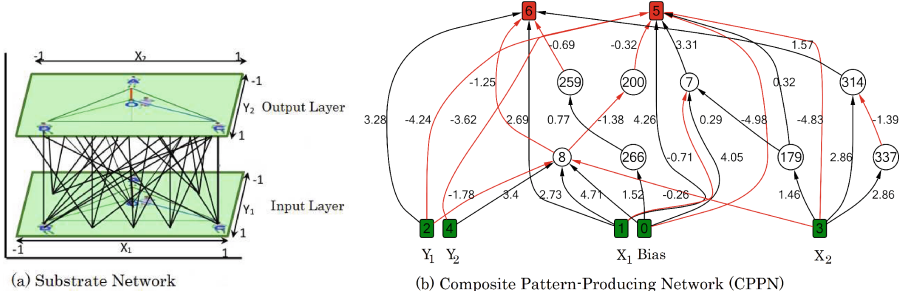 -1 X₂ 1
-1
Y₂ Output Layer
1
-1
Y₁ Input Layer
1
-1 X₁ 1
(a) Substrate Network
6 5
-0.69 -0.32 3.31 1.57
-1.25 259 200 7 0.32 314
3.28 -4.24 -3.62 2.69 0.77 -1.38 4.26 0.29 -4.98 -4.83 -1.39
8 266 -0.71 4.05 179 2.86 337
-1.78 3.4 2.73 4.71 1.52 -0.26 1.46 2.86
2 4 1 0 3
Y₁ Y₂ X₁ Bias X₂
(b) Composite Pattern-Producing Network (CPPN)